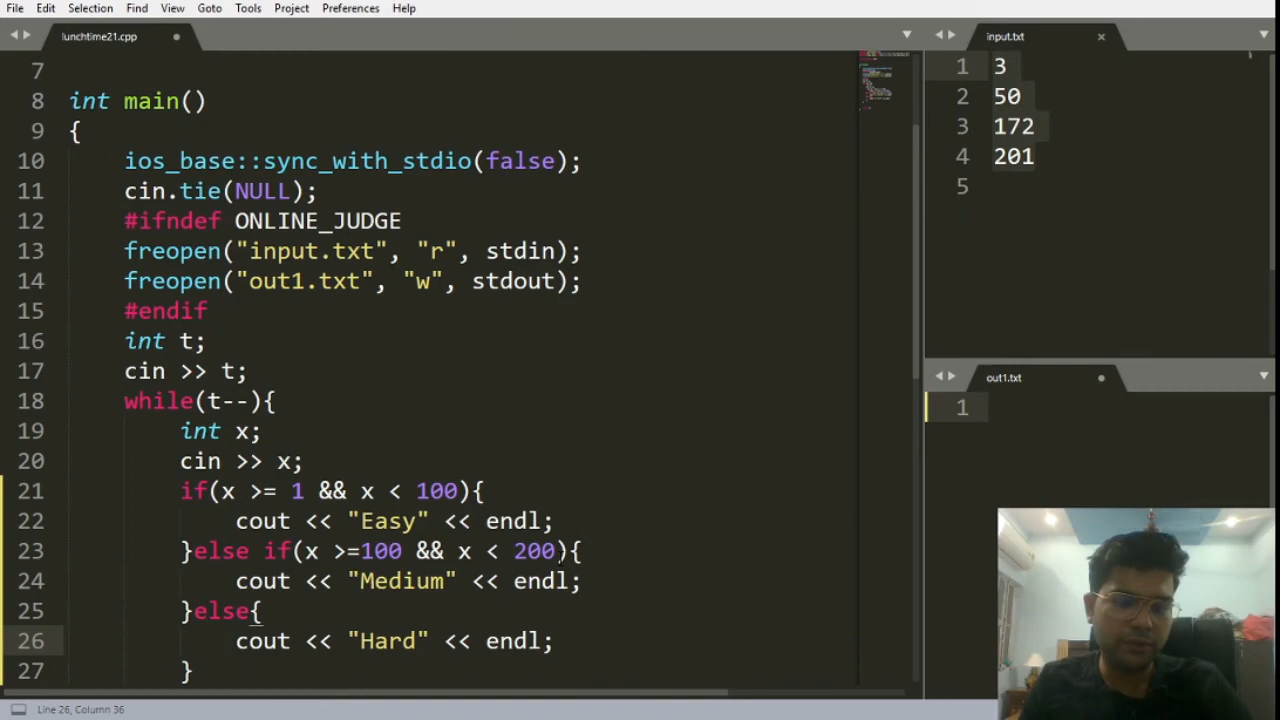 File Edit Selection Find View Goto Tools Project Preferences Help
lunchtime21.cpp
7
8 int main()
9 {
10 ios_base::sync_with_stdio(false);
11 cin.tie(NULL);
12 #ifndef ONLINE_JUDGE
13 freopen("input.txt", "r", stdin);
14 freopen("out1.txt", "w", stdout);
15 #endif
16 int t;
17 cin >> t;
18 while(t--){
19 int x;
20 cin >> x;
21 if(x >= 1 && x < 100){
22 cout << "Easy" << endl;
23 }else if(x >=100 && x < 200){
24 cout << "Medium" << endl;
25 }else{
26 cout << "Hard" << endl;
27 }
input.txt
1 3
2 50
3 172
4 201
5
out1.txt
1
Line 26, Column 36